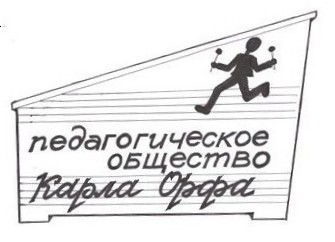 педагогическое
общество
Карла Орфа